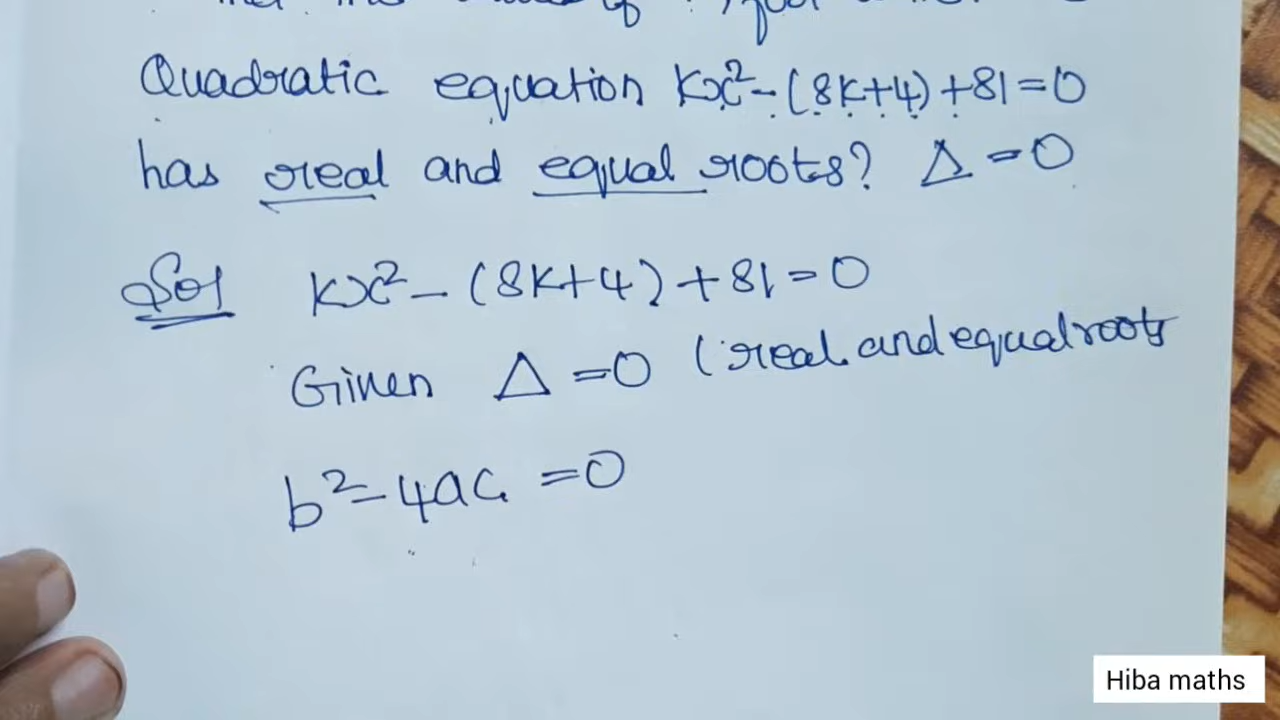 Quadratic equation Kx²-(8K+4)+81=0
has real and equal roots? Δ=0
Sol Kx²-(8K+4)+81=0
Given Δ=0 (real and equal roots
b²-4ac=0
Hiba maths